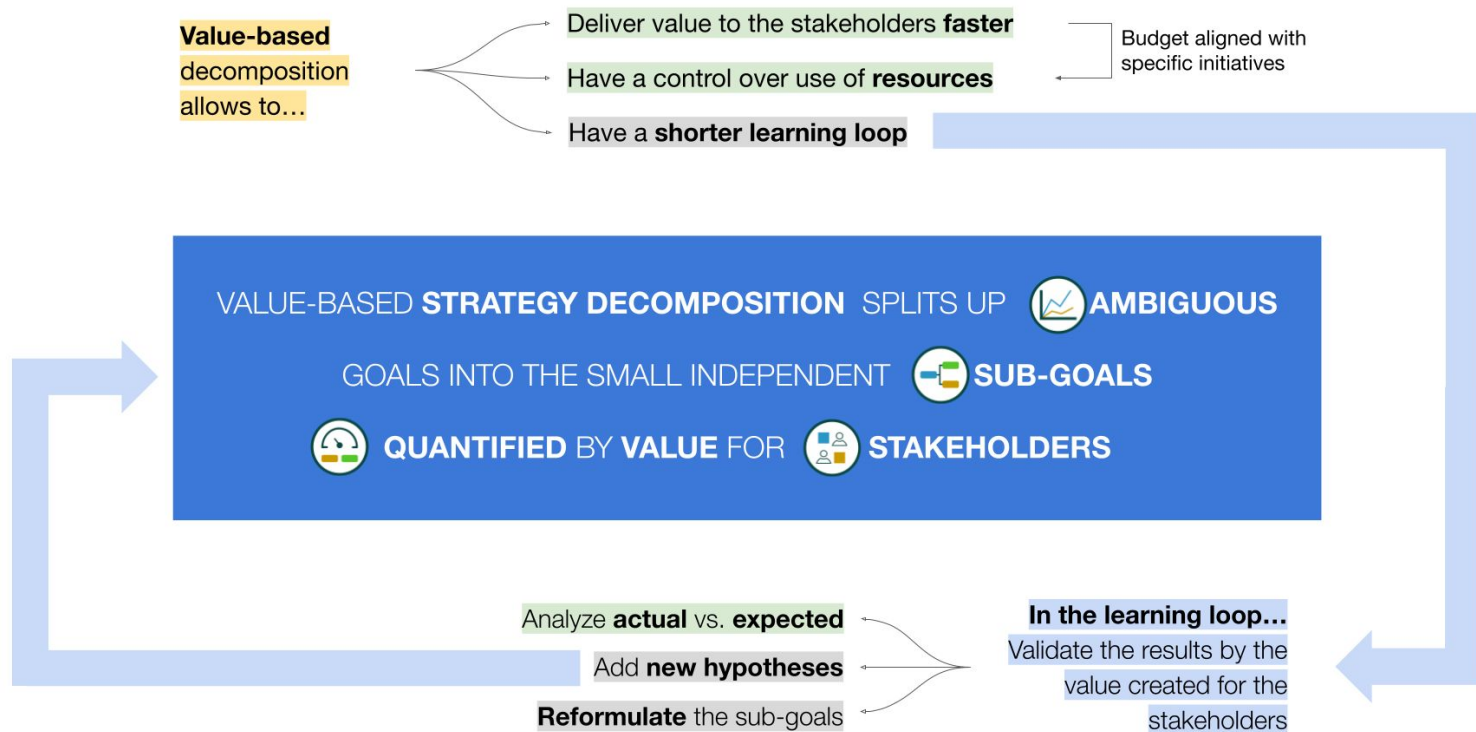 Value-based
decomposition
allows to…
Deliver value to the stakeholders faster
Have a control over use of resources
Have a shorter learning loop
Budget aligned with
specific initiatives
VALUE-BASED STRATEGY DECOMPOSITION SPLITS UP AMBIGUOUS
GOALS INTO THE SMALL INDEPENDENT SUB-GOALS
QUANTIFIED BY VALUE FOR STAKEHOLDERS
In the learning loop…
Validate the results by the
value created for the
stakeholders
Analyze actual vs. expected
Add new hypotheses
Reformulate the sub-goals